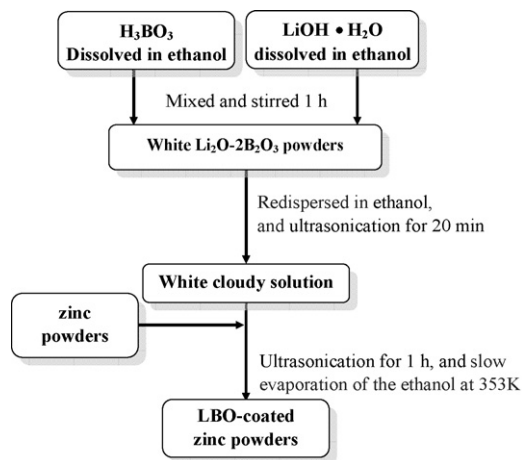 H₃BO₃
Dissolved in ethanol
LiOH • H₂O
dissolved in ethanol
Mixed and stirred 1 h
White Li₂O-2B₂O₃ powders
Redispersed in ethanol,
and ultrasonication for 20 min
White cloudy solution
zinc
powders
Ultrasonication for 1 h, and slow
evaporation of the ethanol at 353K
LBO-coated
zinc powders